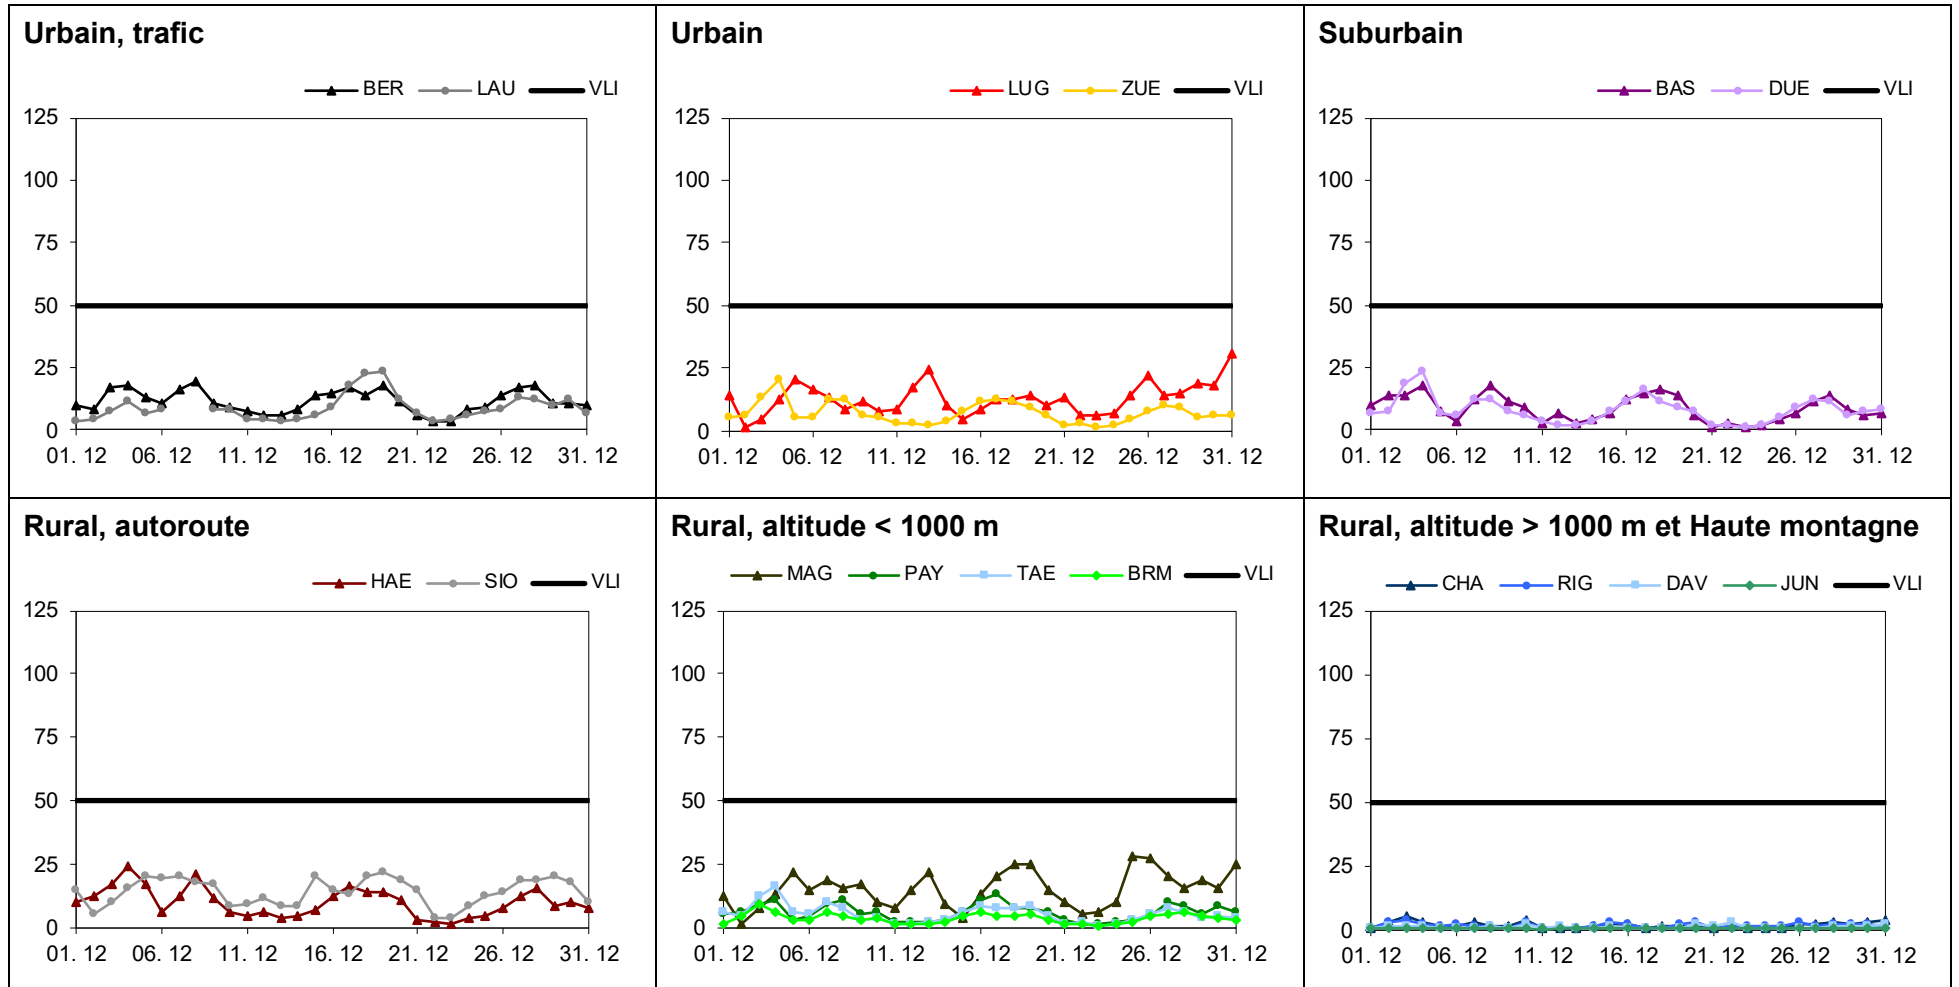 Urbain, trafic
BER LAU VLI
125
100
75
50
25
0
01. 12 06. 12 11. 12 16. 12 21. 12 26. 12 31. 12
Urbain
LUG ZUE VLI
125
100
75
50
25
0
01. 12 06. 12 11. 12 16. 12 21. 12 26. 12 31. 12
Suburbain
BAS DUE VLI
125
100
75
50
25
0
01. 12 06. 12 11. 12 16. 12 21. 12 26. 12 31. 12
Rural, autoroute
HAE SIO VLI
125
100
75
50
25
0
01. 12 06. 12 11. 12 16. 12 21. 12 26. 12 31. 12
Rural, altitude < 1000 m
MAG PAY TAE BRM VLI
125
100
75
50
25
0
01. 12 06. 12 11. 12 16. 12 21. 12 26. 12 31. 12
Rural, altitude > 1000 m et Haute montagne
CHA RIG DAV JUN VLI
125
100
75
50
25
0
01. 12 06. 12 11. 12 16. 12 21. 12 26. 12 31. 12